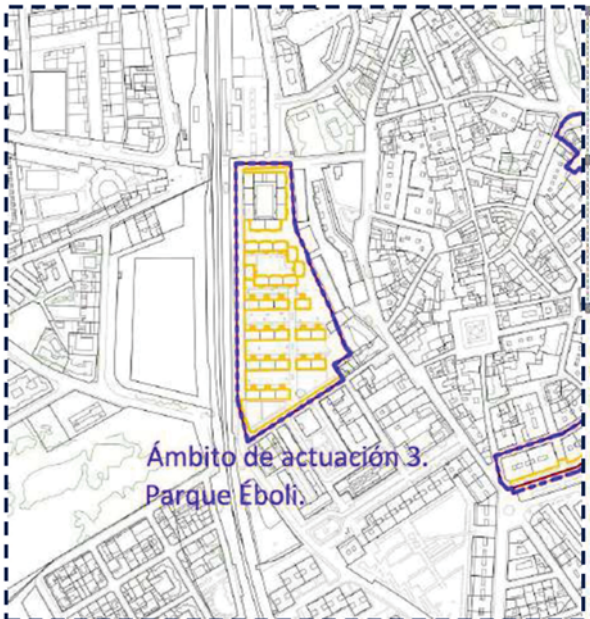 Ámbito de actuación 3.
Parque Éboli.